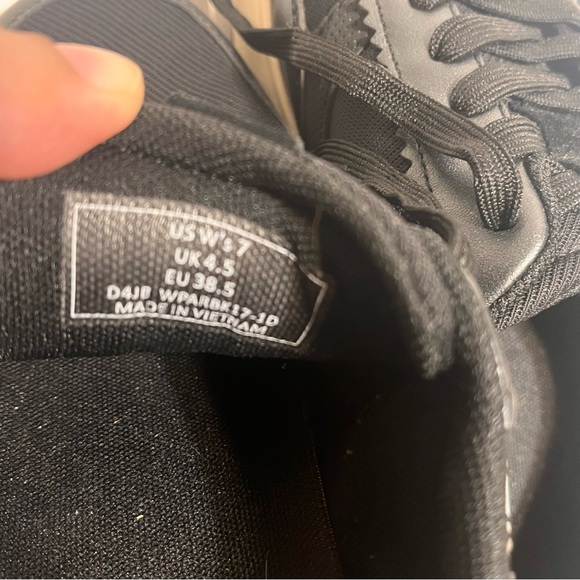 US W's 7
UK 4.5
EU 38.5
D4JB WPARBK17-1D
MADE IN VIETNAM